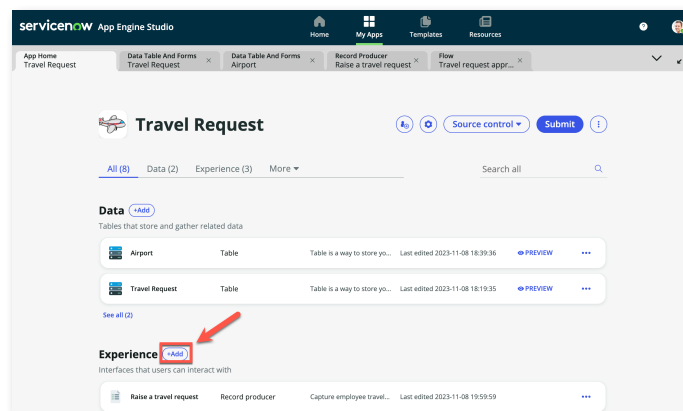 servicenow App Engine Studio
Home
My Apps
Templates
Resources
App Home
Travel Request
Data Table And Forms
Travel Request
Data Table And Forms
Airport
Record Producer
Raise a travel request
Flow
Travel request appr...
Travel Request
Source control
Submit
All (8) Data (2) Experience (3) More
Search all
Data +Add
Tables that store and gather related data
Airport Table Table is a way to store yo... Last edited 2023-11-08 18:39:36 PREVIEW
Travel Request Table Table is a way to store yo... Last edited 2023-11-08 18:19:35 PREVIEW
See all (2)
Experience +Add
Interfaces that users can interact with
Raise a travel request Record producer Capture employee travel... Last edited 2023-11-08 19:59:59